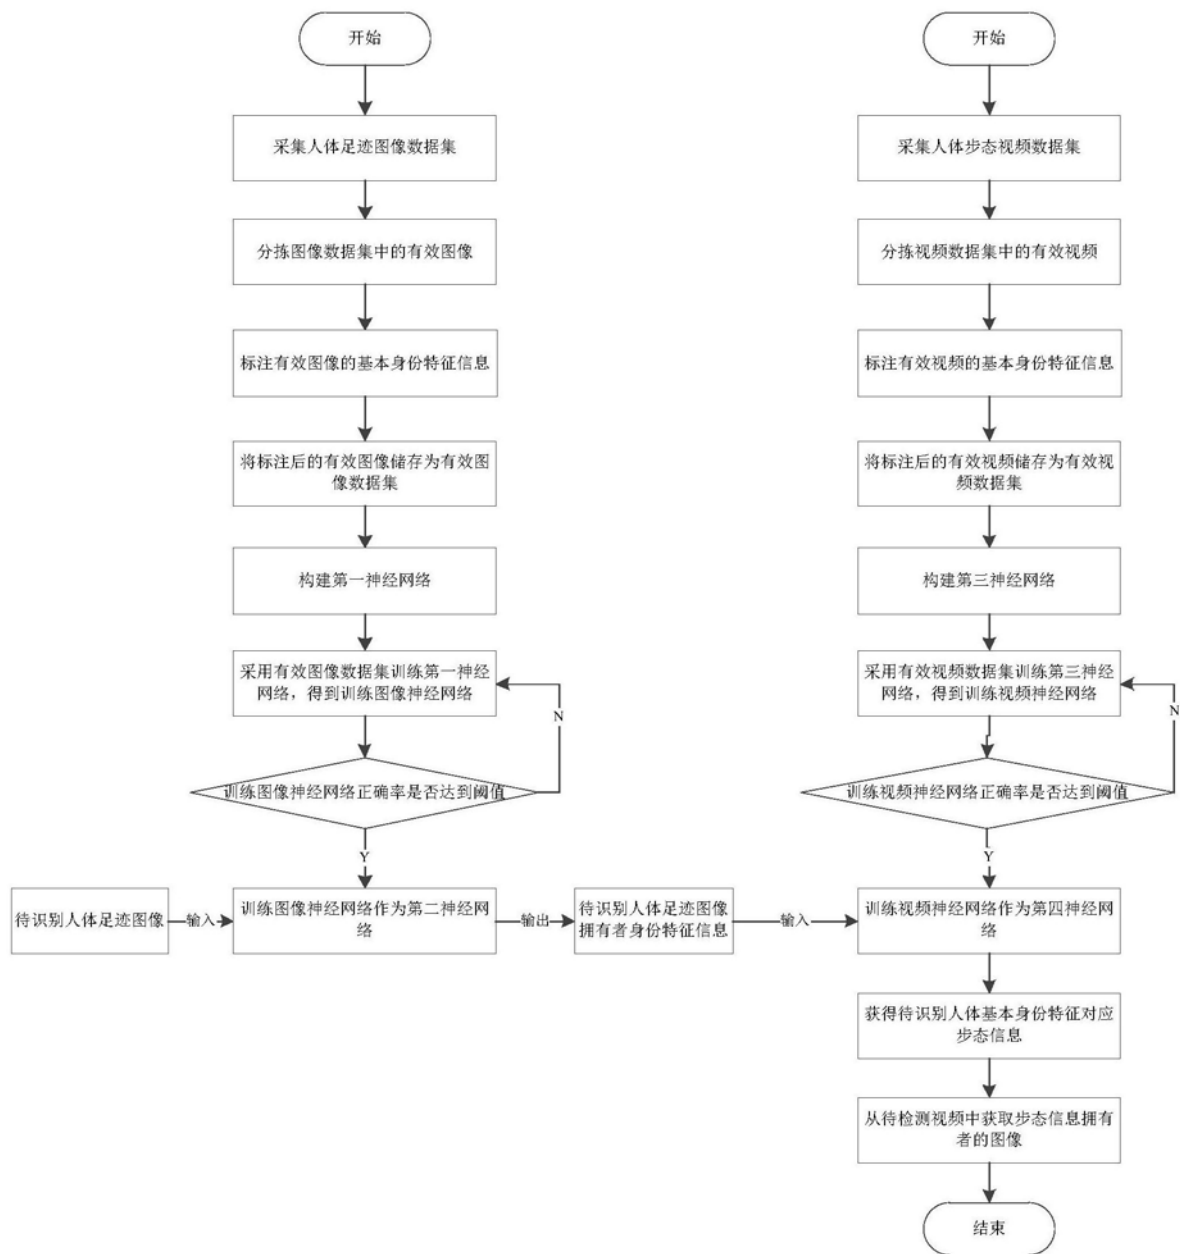 开始
采集人体足迹图像数据集
分拣图像数据集中的有效图像
标注有效图像的基本身份特征信息
将标注后的有效图像储存为有效图
像数据集
构建第一神经网络
采用有效图像数据集训练第一神经
网络，得到训练图像神经网络
N
训练图像神经网络正确率是否达到阈值
Y
待识别人体足迹图像
输入
训练图像神经网络作为第二神经网
络
输出
待识别人体足迹图像
拥有者身份特征信息
输入
开始
采集人体步态视频数据集
分拣视频数据集中的有效视频
标注有效视频的基本身份特征信息
将标注后的有效视频储存为有效视
频数据集
构建第三神经网络
采用有效视频数据集训练第三神经
网络，得到训练视频神经网络
N
训练视频神经网络正确率是否达到阈值
Y
训练视频神经网络作为第四神经网
络
获得待识别人体基本身份特征对应
步态信息
从待检测视频中获取步态信息拥有
者的图像
结束